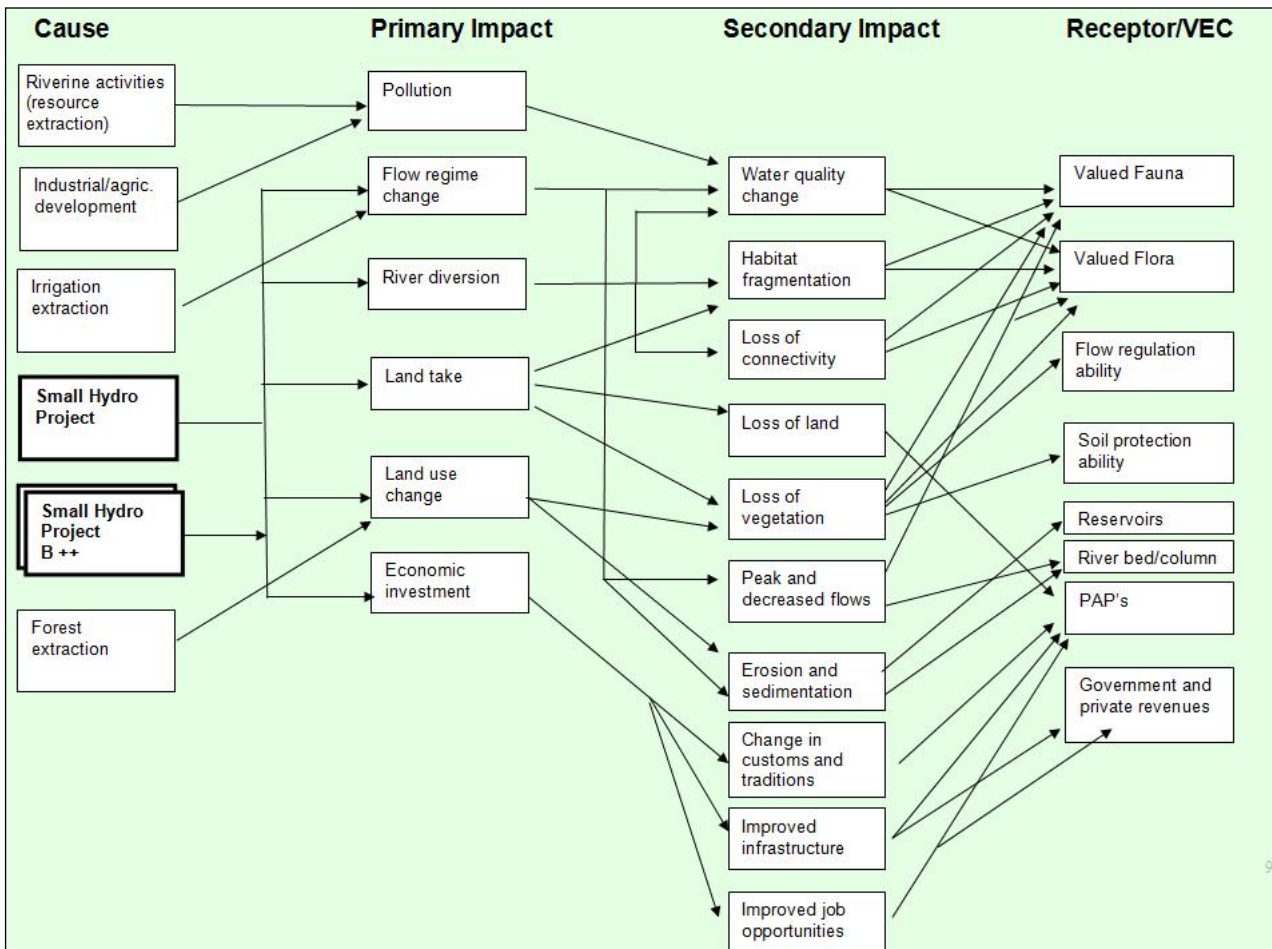 Cause
Primary Impact
Secondary Impact
Receptor/VEC
Riverine activities
(resource
extraction)
Industrial/agric.
development
Irrigation
extraction
Small Hydro
Project
Small Hydro
Project
B ++
Forest
extraction
Pollution
Flow regime
change
River diversion
Land take
Land use
change
Economic
investment
Water quality
change
Habitat
fragmentation
Loss of
connectivity
Loss of land
Loss of
vegetation
Peak and
decreased flows
Erosion and
sedimentation
Change in
customs and
traditions
Improved
infrastructure
Improved job
opportunities
Valued Fauna
Valued Flora
Flow regulation
ability
Soil protection
ability
Reservoirs
River bed/column
PAP's
Government and
private revenues
9